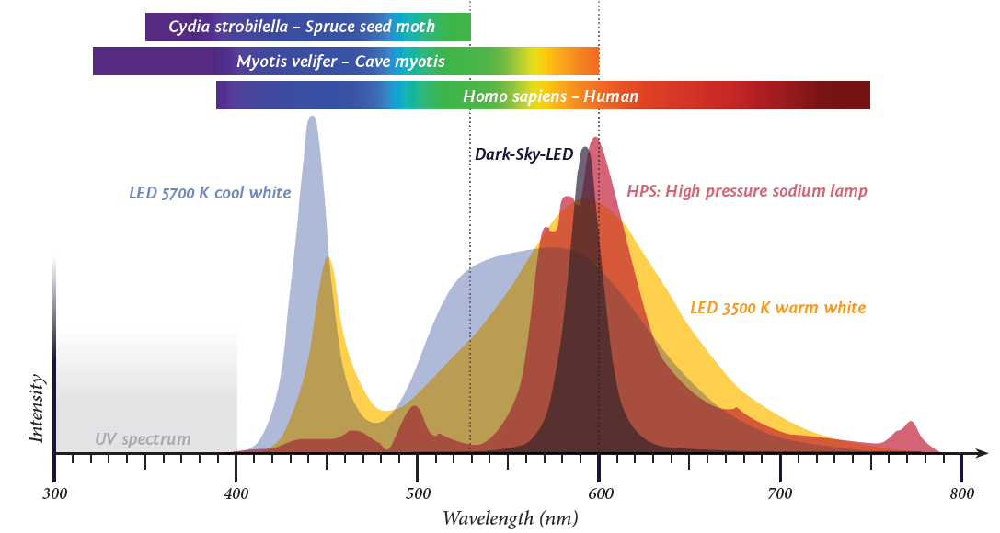 Cydia strobilella – Spruce seed moth
Myotis velifer – Cave myotis
Homo sapiens – Human
Dark-Sky-LED
LED 5700 K cool white
HPS: High pressure sodium lamp
LED 3500 K warm white
Intensity
UV spectrum
300 400 500 600 700 800
Wavelength (nm)